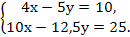 4x − 5y = 10,
10x − 12,5y = 25.